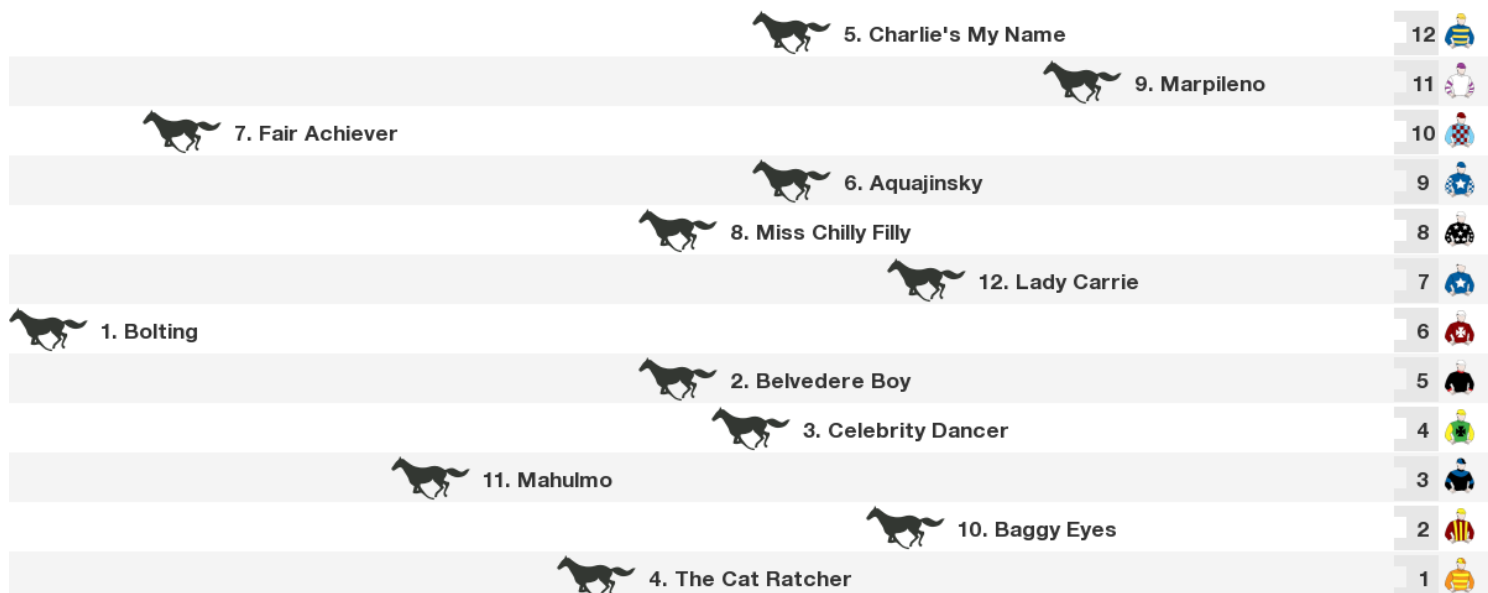 5. Charlie's My Name 12
9. Marpileno 11
7. Fair Achiever 10
6. Aquajinsky 9
8. Miss Chilly Filly 8
12. Lady Carrie 7
1. Bolting 6
2. Belvedere Boy 5
3. Celebrity Dancer 4
11. Mahulmo 3
10. Baggy Eyes 2
4. The Cat Ratcher 1